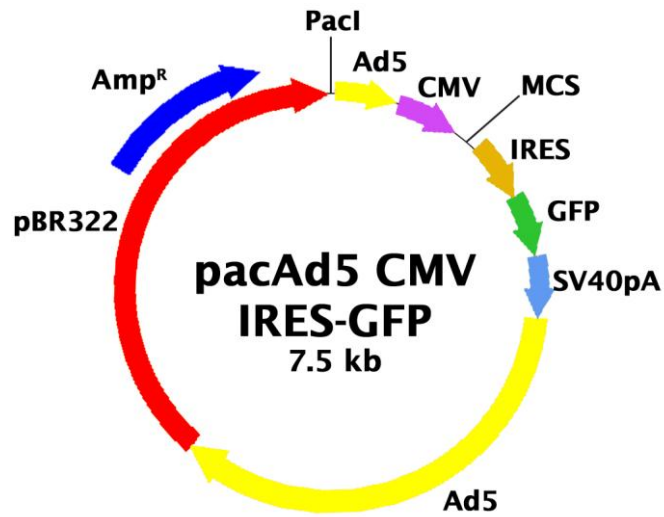 PacI
Ad5
CMV
MCS
IRES
GFP
SV40pA
Ad5
pBR322
Ampᴿ
pacAd5 CMV
IRES-GFP
7.5 kb